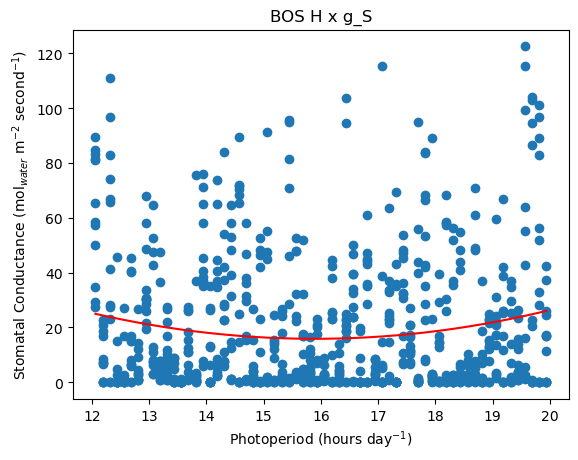 BOS H x g_S
Stomatal Conductance (mol_water m⁻² second⁻¹)
120
100
80
60
40
20
0
12 13 14 15 16 17 18 19 20
Photoperiod (hours day⁻¹)